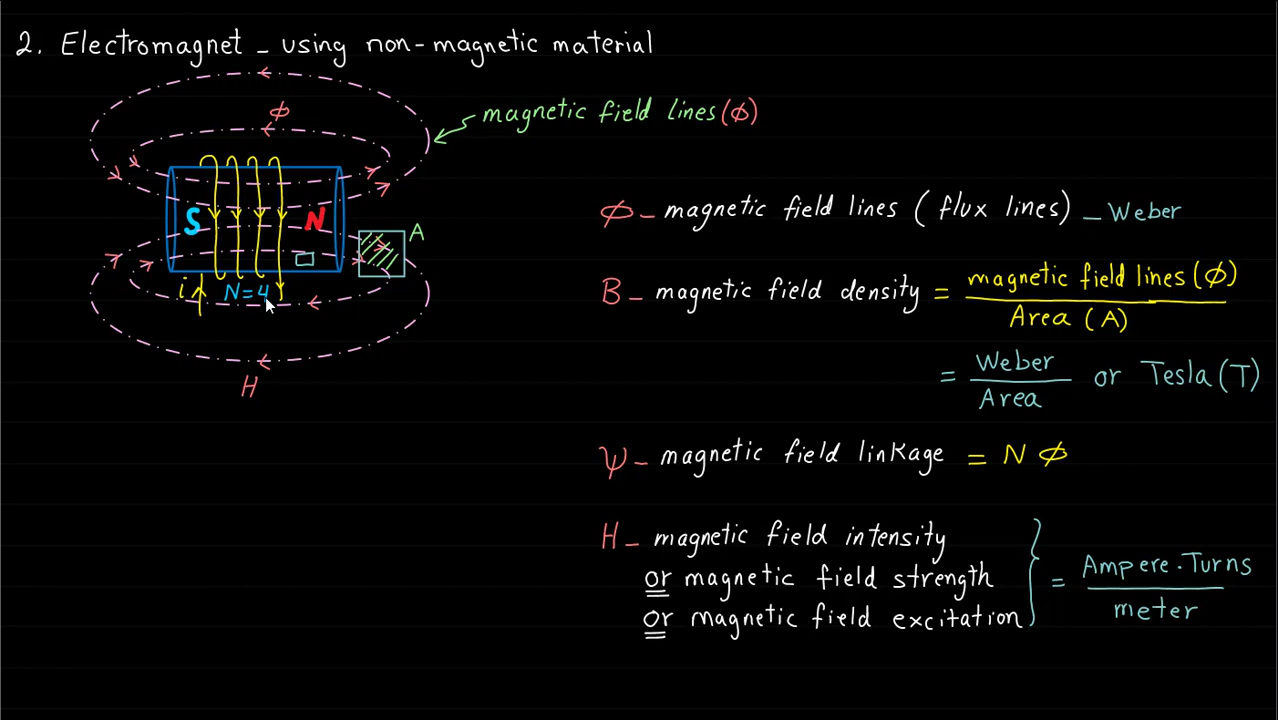 2. Electromagnet - using non-magnetic material
ϕ
magnetic field lines (ϕ)
S N
A
i N=4
H
ϕ - magnetic field lines (flux lines) - Weber
B - magnetic field density = magnetic field lines (ϕ)
Area (A)
= Weber or Tesla (T)
Area
ψ - magnetic field linkage = N ϕ
H - magnetic field intensity
or magnetic field strength = Ampere.Turns
meter
or magnetic field excitation